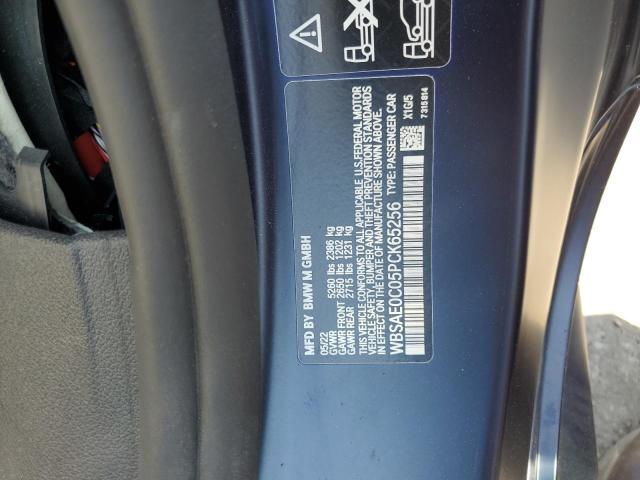 MFD BY BMW M GMBH
05/22
GVWR 5260 lbs 2386 kg
GAWR FRONT 2650 lbs 1202 kg
GAWR REAR 2715 lbs 1231 kg
THIS VEHICLE CONFORMS TO ALL APPLICABLE U.S.FEDERAL MOTOR
VEHICLE SAFETY, BUMPER AND THEFT PREVENTION STANDARDS
IN EFFECT ON THE DATE OF MANUFACTURE SHOWN ABOVE.
WBSAE0C05PCK65256 TYPE: PASSENGER CAR
X1G/5
7315814